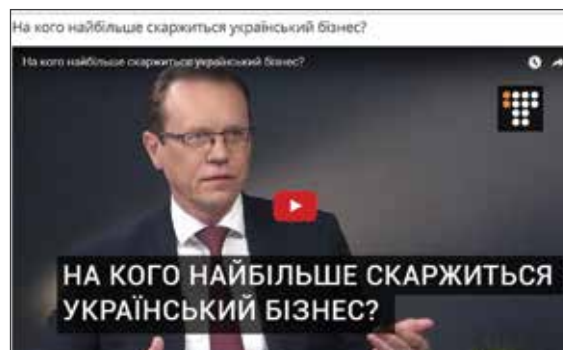 На кого найбільше скаржиться український бізнес?
На кого найбільше скаржиться український бізнес?
НА КОГО НАЙБІЛЬШЕ СКАРЖИТЬСЯ
УКРАЇНСЬКИЙ БІЗНЕС?